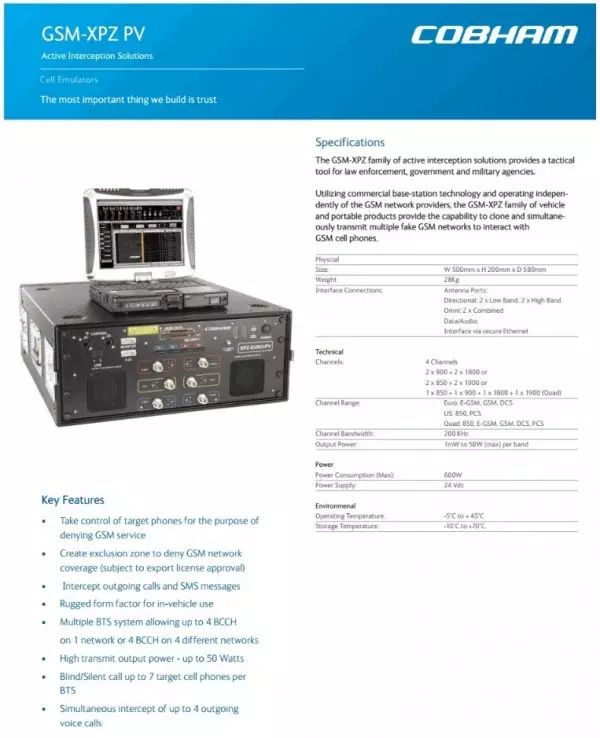 GSM-XPZ PV
COBHAM
Active Interception Solutions
Cell Emulators
The most important thing we build is trust
Specifications
The GSM-XPZ family of active interception solutions provides a tactical
tool for law enforcement, government and military agencies.
Utilizing commercial base-station technology and operating indepen-
dently of the GSM network providers, the GSM-XPZ family of vehicle
and portable products provide the capability to clone and simultane-
ously transmit multiple fake GSM networks to interact with
GSM cell phones.
Physcial
Size: W 500mm x H 200mm x D 580mm
Weight: 28Kg
Interface Connections: Antenna Ports:
Directional: 2 x Low Band, 2 x High Band
Omni: 2 x Combined
Data/Audio:
Interface via secure Ethernet
Technical
Channels: 4 Channels
2 x 900 + 2 x 1800 or
2 x 850 + 2 x 1900 or
1 x 850 + 1 x 900 + 1 x 1800 + 1 x 1900 (Quad)
Channel Range: Euro: E-GSM, GSM, DCS
US: 850, PCS
Quad: 850, E-GSM, GSM, DCS, PCS
Channel Bandwidth: 200 KHz
Output Power: 1mW to 50W (max) per band
Power
Power Consumption (Max): 600W
Power Supply: 24 Vdc
Environmenal
Operating Temperature: -5°C to + 45°C
Storage Temperature: -10°C to +70°C
COBHAM
CONTROL
XPZ-EURO-PV
Key Features
• Take control of target phones for the purpose of
denying GSM service
• Create exclusion zone to deny GSM network
coverage (subject to export license approval)
• Intercept outgoing calls and SMS messages
• Rugged form factor for in-vehicle use
• Multiple BTS system allowing up to 4 BCCH
on 1 network or 4 BCCH on 4 different networks
• High transmit output power - up to 50 Watts
• Blind/Silent call up to 7 target cell phones per
BTS
• Simultaneous intercept of up to 4 outgoing
voice calls